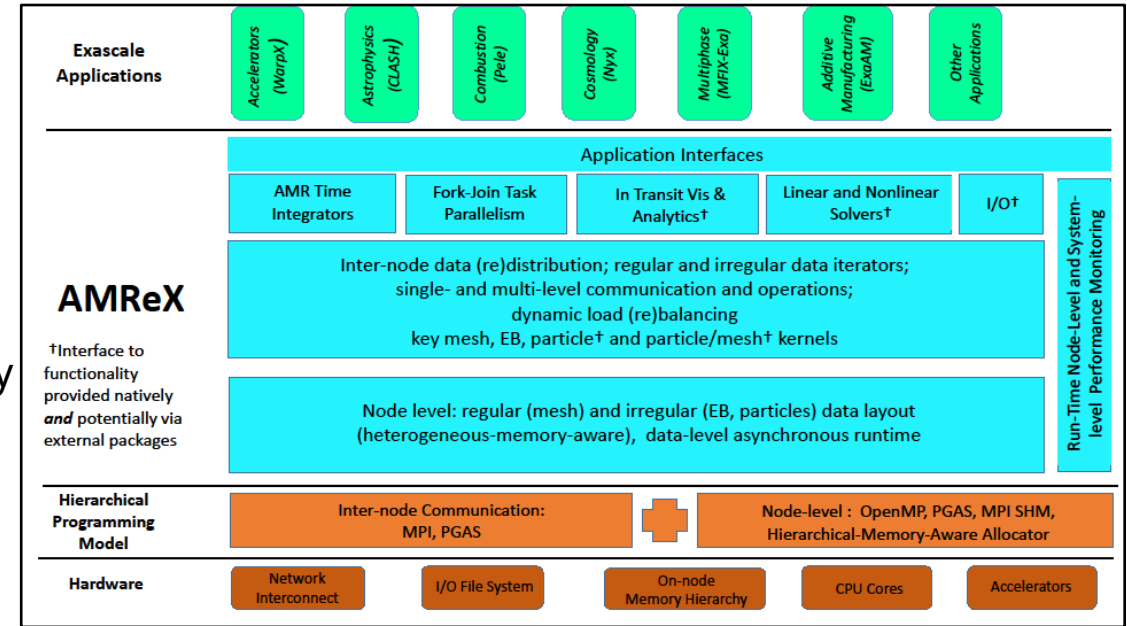 Exascale
Applications
Accelerators
(WarpX)
Astrophysics
(CLASH)
Combustion
(Pele)
Cosmology
(Nyx)
Multiphase
(MFIX-Exa)
Additive
Manufacturing
(ExaAM)
Other
Applications
Application Interfaces
AMR Time
Integrators
Fork-Join Task
Parallelism
In Transit Vis &
Analytics†
Linear and Nonlinear
Solvers†
I/O†
Run-Time Node-Level and System-
level Performance Monitoring
Inter-node data (re)distribution; regular and irregular data iterators;
single- and multi-level communication and operations;
dynamic load (re)balancing
key mesh, EB, particle† and particle/mesh† kernels
AMReX
†Interface to
functionality
provided natively
and potentially via
external packages
y
Node level: regular (mesh) and irregular (EB, particles) data layout
(heterogeneous-memory-aware), data-level asynchronous runtime
Hierarchical
Programming
Model
Inter-node Communication:
MPI, PGAS
Node-level : OpenMP, PGAS, MPI SHM,
Hierarchical-Memory-Aware Allocator
Hardware
Network
Interconnect
I/O File System
On-node
Memory Hierarchy
CPU Cores
Accelerators